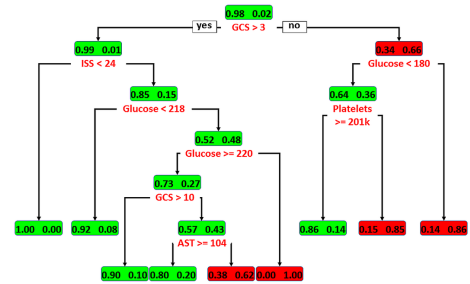 0.98 0.02
yes GCS > 3 no
0.99 0.01 0.34 0.66
ISS < 24 Glucose < 180
0.85 0.15 0.64 0.36
Glucose < 218 Platelets
>= 201k
0.52 0.48
Glucose >= 220
0.73 0.27
GCS > 10
1.00 0.00 0.92 0.08 0.57 0.43 0.86 0.14 0.15 0.85 0.14 0.86
AST >= 104
0.90 0.10 0.80 0.20 0.38 0.62 0.00 1.00